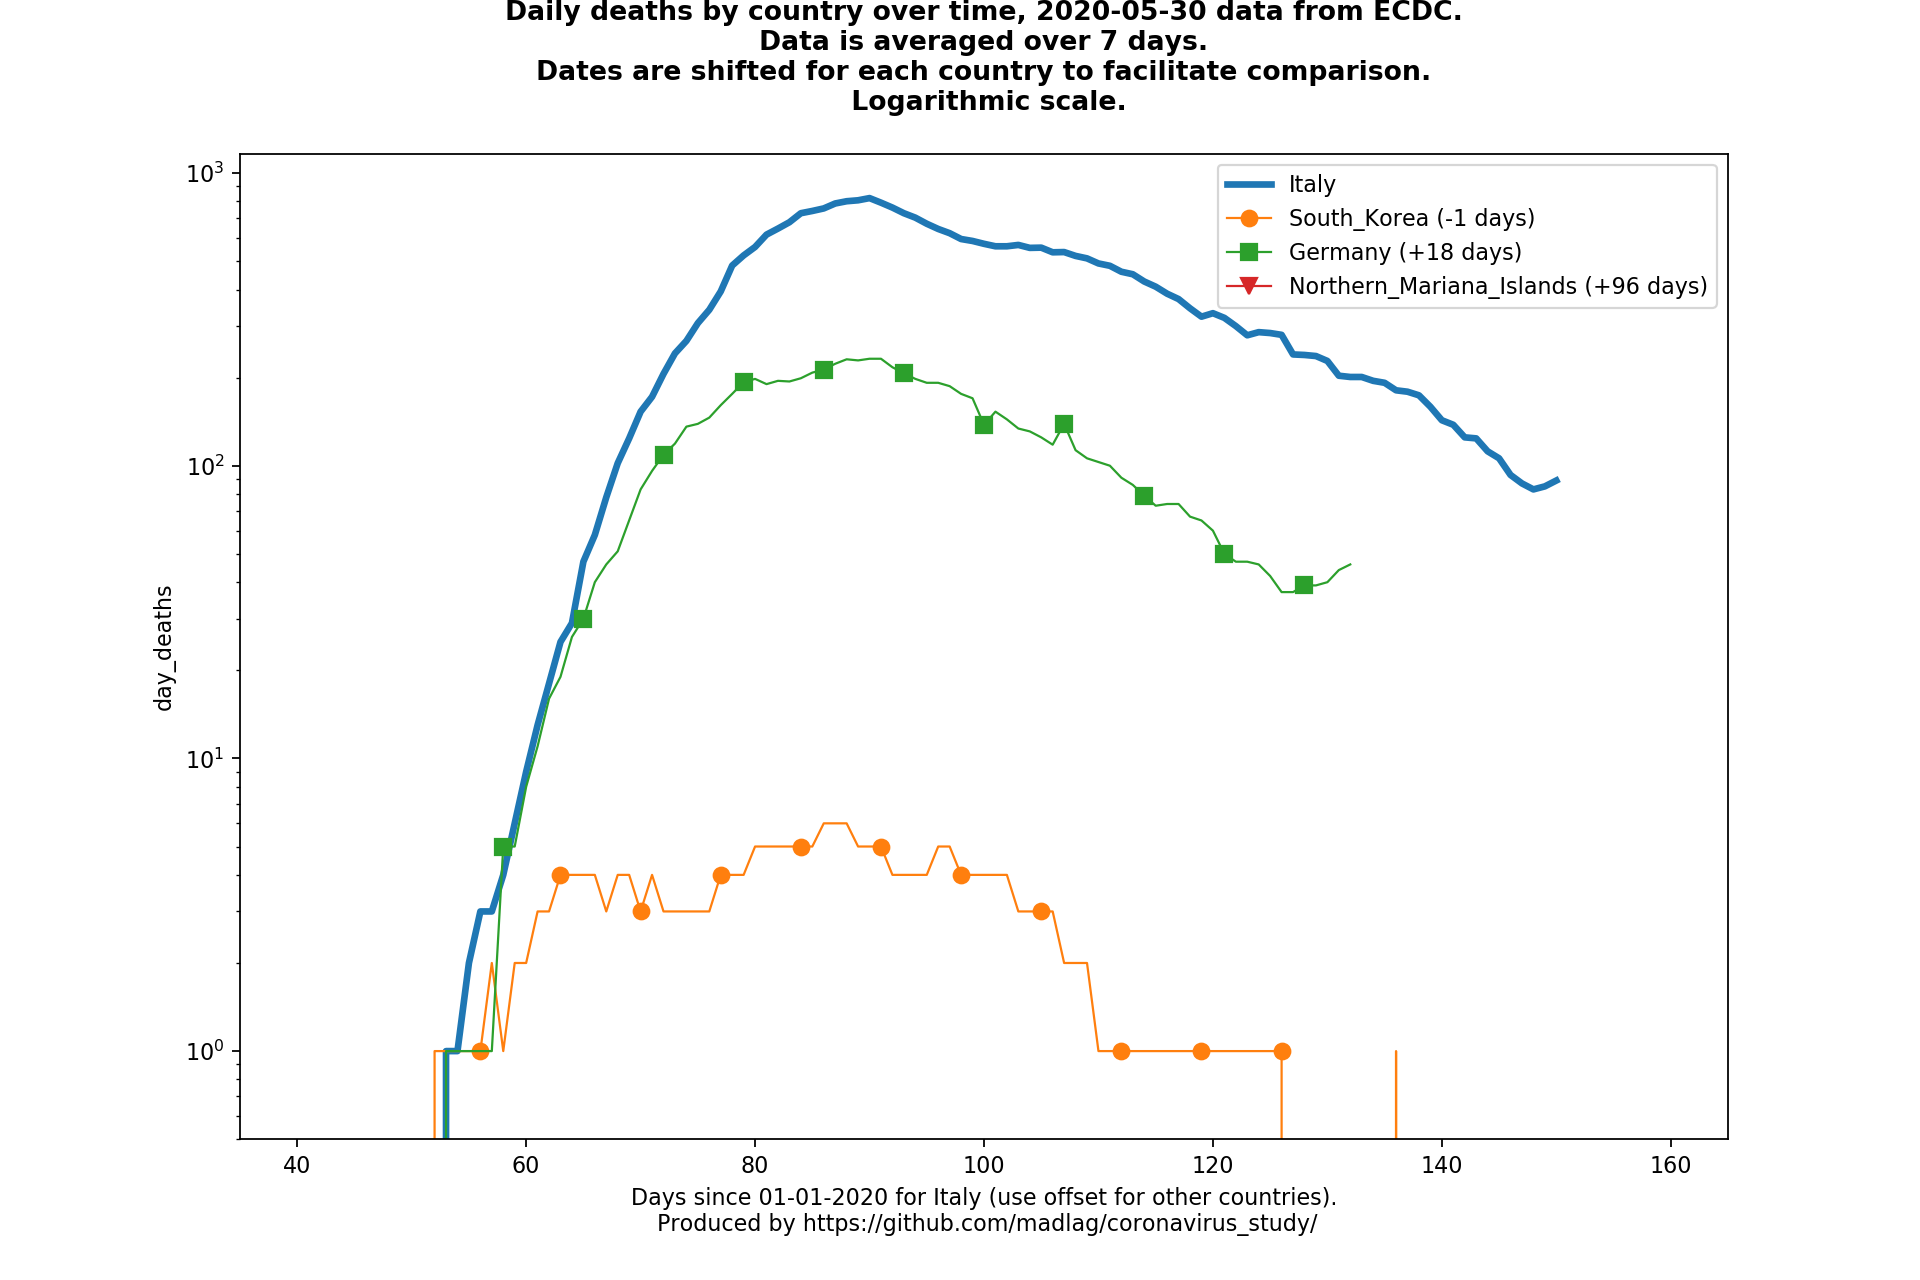 Daily deaths by country over time, 2020-05-30 data from ECDC.
Data is averaged over 7 days.
Dates are shifted for each country to facilitate comparison.
Logarithmic scale.
10³
10²
10¹
10⁰
day_deaths
Italy
South_Korea (-1 days)
Germany (+18 days)
Northern_Mariana_Islands (+96 days)
40 60 80 100 120 140 160
Days since 01-01-2020 for Italy (use offset for other countries).
Produced by https://github.com/madlag/coronavirus_study/